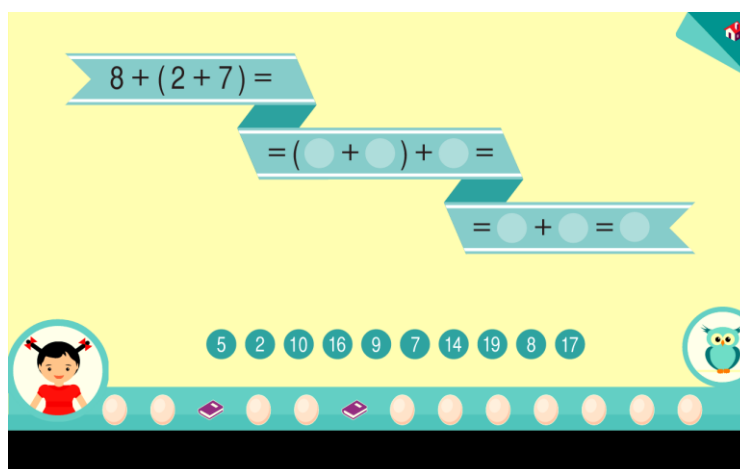 8 + ( 2 + 7 ) =
= ( + ) + =
= + =
5 2 10 16 9 7 14 19 8 17